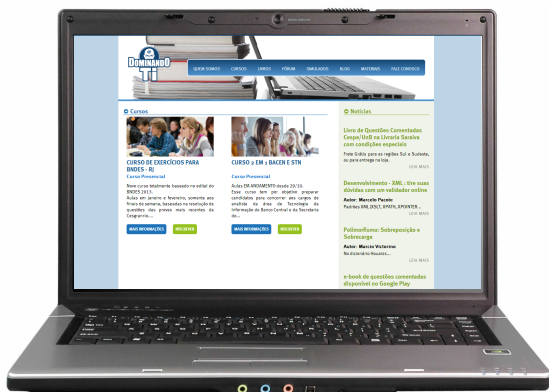 DOMINANDO
TI
QUEM SOMOS CURSOS LIVROS FÓRUM SIMULADOS BLOG MATERIAIS FALE CONOSCO
Cursos
CURSO DE EXERCÍCIOS PARA
BNDES - RJ
Curso Presencial
Novo curso totalmente baseado no edital do
BNDES 2013.
Aulas em janeiro e fevereiro, somente aos
finais de semana, baseadas na resolução de
questões das provas mais recentes da
Cesgranrio....
MAIS INFORMAÇÕES INSCREVER
CURSO 2 EM 1 BACEN E STN
Curso Presencial
Aulas EM ANDAMENTO desde 29/10.
Esse curso tem por objetivo preparar
candidatos para concorrer aos cargos de
analista da área de Tecnologia da
Informação do Banco Central e da Secretaria
do...
MAIS INFORMAÇÕES INSCREVER
Notícias
Livro de Questões Comentadas
Cespe/UnB na Livraria Saraiva
com condições especiais
Frete Grátis para as regiões Sul e Sudeste,
ou para entrega na loja.
LEIA MAIS
Desenvolvimento - XML : tire suas
dúvidas com um validador online
Autor: Marcelo Pacote
Padrões XML, XSLT, XPATH, XPOINTER...
LEIA MAIS
Polimorfismo: Sobreposição e
Sobrecarga
Autor: Marcio Victorino
No dicionário Houaiss...
LEIA MAIS
e-book de questões comentadas
disponível no Google Play